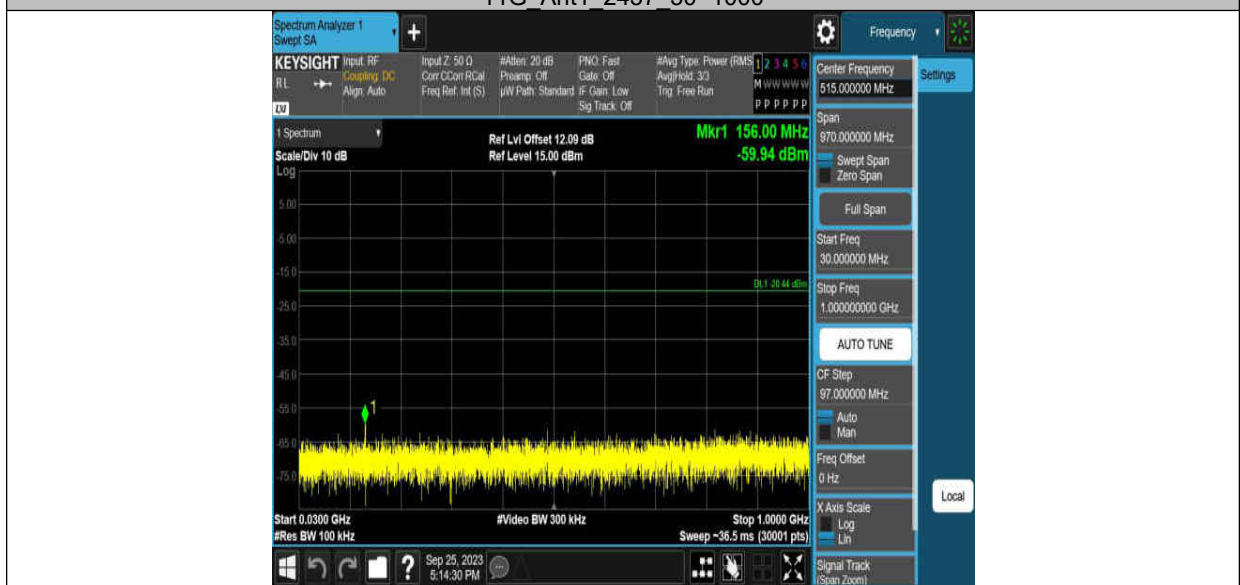 11G_Ant1_2437_30~1000
Spectrum Analyzer 1
Swept SA
+
Frequency
KEYSIGHT
RL
Input: RF
Coupling: DC
Align: Auto
Input Z: 50 Ω
Corr CCorr RCal
Freq Ref: Int (S)
#Atten: 20 dB
Preamp: Off
µW Path: Standard
PNO: Fast
Gate: Off
IF Gain: Low
Sig Track: Off
#Avg Type: Power (RMS
Avg|Hold: 3/3
Trig: Free Run
1 2 3 4 5 6
M W W W W W
P P P P P P
LXI
1 Spectrum
Scale/Div 10 dB
Log
Ref Lvl Offset 12.09 dB
Ref Level 15.00 dBm
Mkr1 156.00 MHz
-59.94 dBm
5.00
-5.00
-15.0
-25.0
-35.0
-45.0
-55.0
-65.0
-75.0
DL1 -20.44 dBm
1
Start 0.0300 GHz
#Res BW 100 kHz
#Video BW 300 kHz
Stop 1.0000 GHz
Sweep ~36.5 ms (30001 pts)
Center Frequency
515.000000 MHz
Span
970.000000 MHz
Swept Span
Zero Span
Full Span
Start Freq
30.000000 MHz
Stop Freq
1.000000000 GHz
AUTO TUNE
CF Step
97.000000 MHz
Auto
Man
Freq Offset
0 Hz
X Axis Scale
Log
Lin
Signal Track
(Span Zoom)
Settings
Local
?
Sep 25, 2023
5:14:30 PM